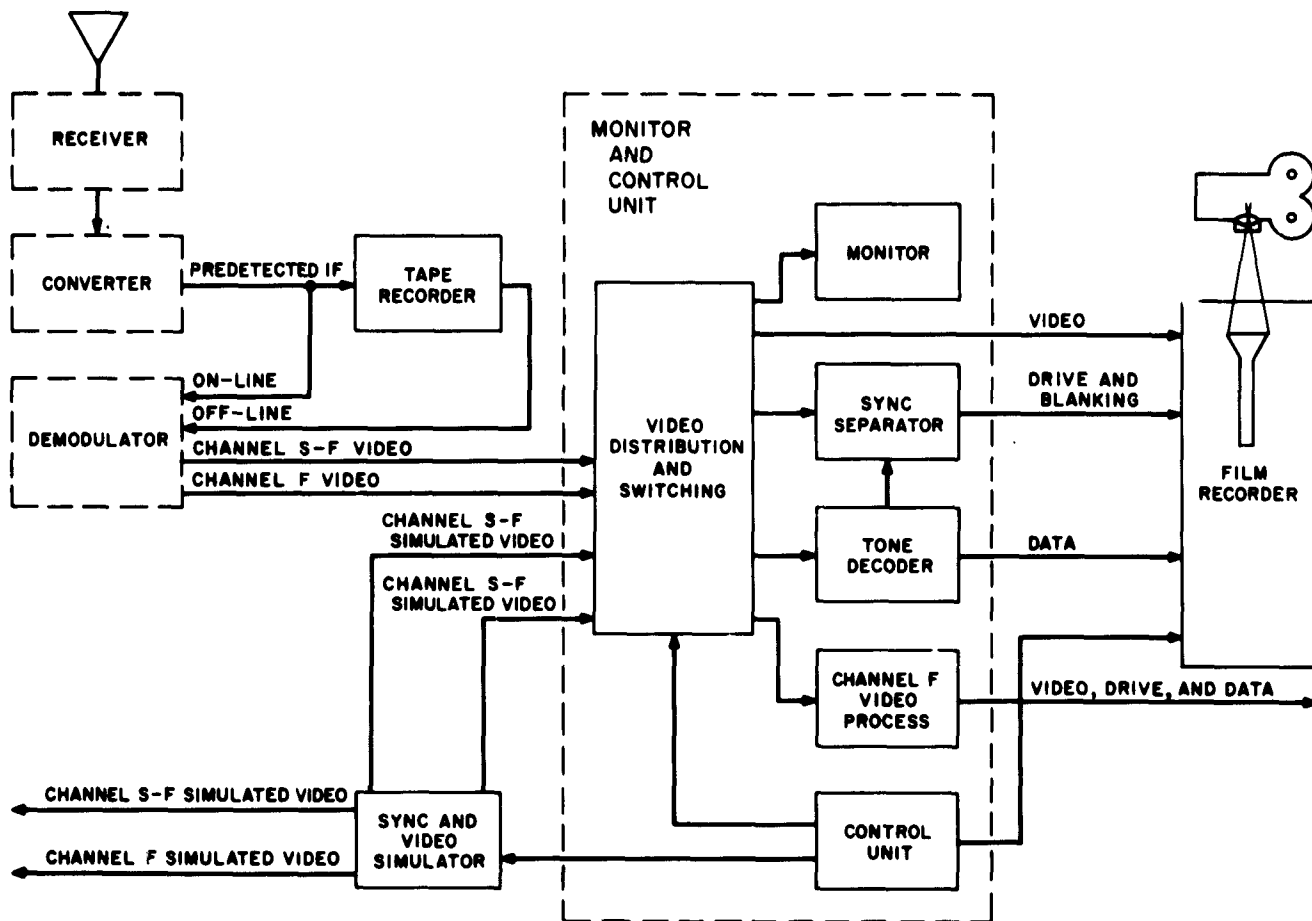 RECEIVER
CONVERTER
PREDETECTED IF
TAPE
RECORDER
ON-LINE
OFF-LINE
DEMODULATOR
CHANNEL S-F VIDEO
CHANNEL F VIDEO
CHANNEL S-F
SIMULATED VIDEO
CHANNEL S-F
SIMULATED VIDEO
CHANNEL S-F SIMULATED VIDEO
CHANNEL F SIMULATED VIDEO
SYNC AND
VIDEO
SIMULATOR
MONITOR
AND
CONTROL
UNIT
VIDEO
DISTRIBUTION
AND
SWITCHING
MONITOR
SYNC
SEPARATOR
TONE
DECODER
CHANNEL F
VIDEO
PROCESS
CONTROL
UNIT
VIDEO
DRIVE AND
BLANKING
DATA
VIDEO, DRIVE, AND DATA
FILM
RECORDER